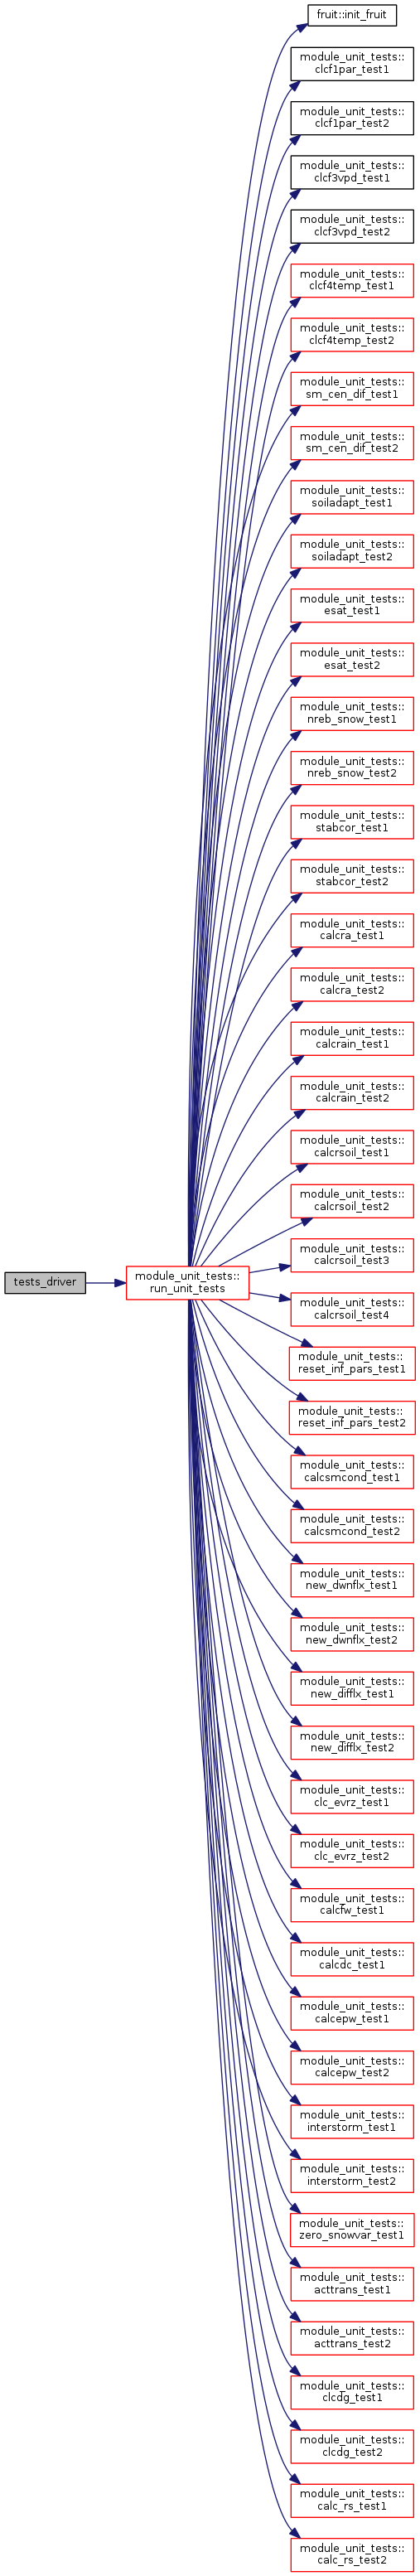 fruit::init_fruit
module_unit_tests::
clcf1par_test1
module_unit_tests::
clcf1par_test2
module_unit_tests::
clcf3vpd_test1
module_unit_tests::
clcf3vpd_test2
module_unit_tests::
clcf4temp_test1
module_unit_tests::
clcf4temp_test2
module_unit_tests::
sm_cen_dif_test1
module_unit_tests::
sm_cen_dif_test2
module_unit_tests::
soiladapt_test1
module_unit_tests::
soiladapt_test2
module_unit_tests::
esat_test1
module_unit_tests::
esat_test2
module_unit_tests::
nreb_snow_test1
module_unit_tests::
nreb_snow_test2
module_unit_tests::
stabcor_test1
module_unit_tests::
stabcor_test2
module_unit_tests::
calcra_test1
module_unit_tests::
calcra_test2
module_unit_tests::
calcrain_test1
module_unit_tests::
calcrain_test2
module_unit_tests::
calcrsoil_test1
module_unit_tests::
calcrsoil_test2
tests_driver
module_unit_tests::
run_unit_tests
module_unit_tests::
calcrsoil_test3
module_unit_tests::
calcrsoil_test4
module_unit_tests::
reset_inf_pars_test1
module_unit_tests::
reset_inf_pars_test2
module_unit_tests::
calcsmcond_test1
module_unit_tests::
calcsmcond_test2
module_unit_tests::
new_dwnflx_test1
module_unit_tests::
new_dwnflx_test2
module_unit_tests::
new_difflx_test1
module_unit_tests::
new_difflx_test2
module_unit_tests::
clc_evrz_test1
module_unit_tests::
clc_evrz_test2
module_unit_tests::
calcfw_test1
module_unit_tests::
calcdc_test1
module_unit_tests::
calcepw_test1
module_unit_tests::
calcepw_test2
module_unit_tests::
interstorm_test1
module_unit_tests::
interstorm_test2
module_unit_tests::
zero_snowvar_test1
module_unit_tests::
acttrans_test1
module_unit_tests::
acttrans_test2
module_unit_tests::
clcdg_test1
module_unit_tests::
clcdg_test2
module_unit_tests::
calc_rs_test1
module_unit_tests::
calc_rs_test2